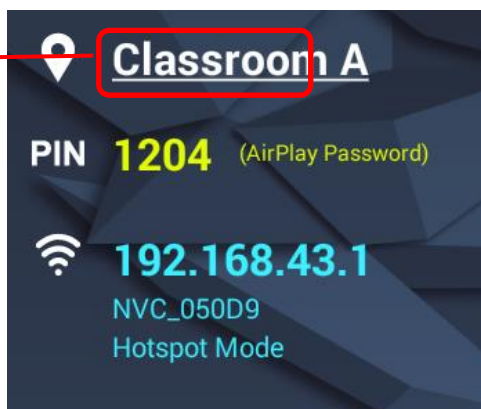 Classroom A
PIN 1204 (AirPlay Password)
192.168.43.1
NVC_050D9
Hotspot Mode